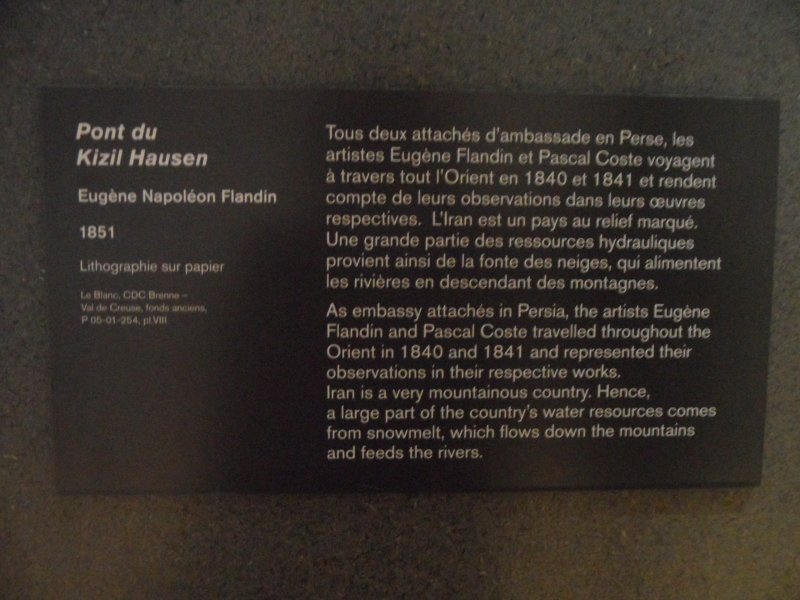 Pont du
Kizil Hausen
Eugène Napoléon Flandin
1851
Lithographie sur papier
Le Blanc, CDC Brenne –
Val de Creuse, fonds anciens,
P 05-01-254, pl.VIII
Tous deux attachés d'ambassade en Perse, les
artistes Eugène Flandin et Pascal Coste voyagent
à travers tout l'Orient en 1840 et 1841 et rendent
compte de leurs observations dans leurs œuvres
respectives. L'Iran est un pays au relief marqué.
Une grande partie des ressources hydrauliques
provient ainsi de la fonte des neiges, qui alimentent
les rivières en descendant des montagnes.
As embassy attachés in Persia, the artists Eugène
Flandin and Pascal Coste travelled throughout the
Orient in 1840 and 1841 and represented their
observations in their respective works.
Iran is a very mountainous country. Hence,
a large part of the country's water resources comes
from snowmelt, which flows down the mountains
and feeds the rivers.